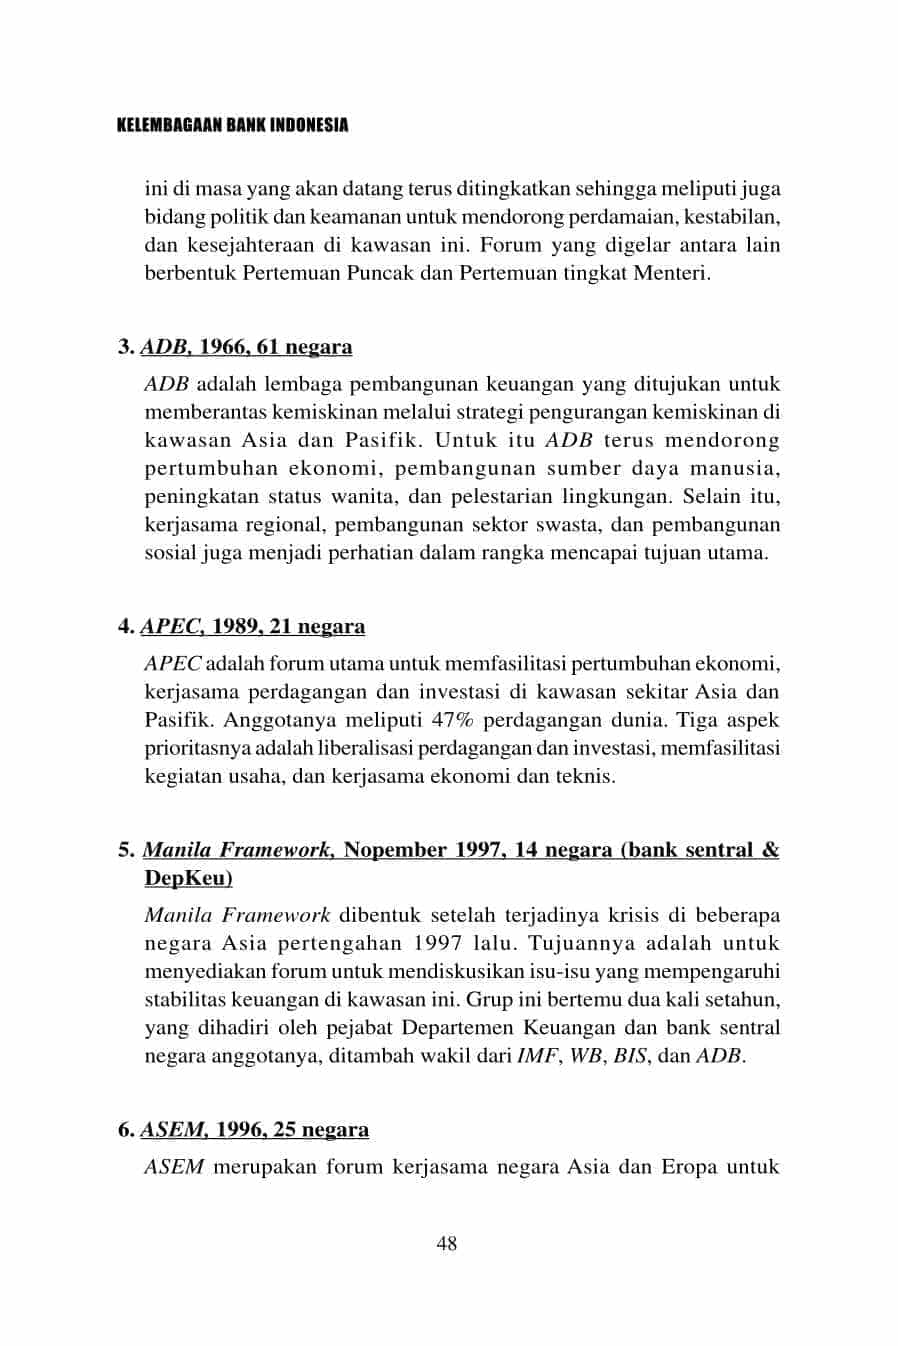 KELEMBAGAAN BANK INDONESIA
ini di masa yang akan datang terus ditingkatkan sehingga meliputi juga
bidang politik dan keamanan untuk mendorong perdamaian, kestabilan,
dan kesejahteraan di kawasan ini. Forum yang digelar antara lain
berbentuk Pertemuan Puncak dan Pertemuan tingkat Menteri.
3. ADB, 1966, 61 negara
ADB adalah lembaga pembangunan keuangan yang ditujukan untuk
memberantas kemiskinan melalui strategi pengurangan kemiskinan di
kawasan Asia dan Pasifik. Untuk itu ADB terus mendorong
pertumbuhan ekonomi, pembangunan sumber daya manusia,
peningkatan status wanita, dan pelestarian lingkungan. Selain itu,
kerjasama regional, pembangunan sektor swasta, dan pembangunan
sosial juga menjadi perhatian dalam rangka mencapai tujuan utama.
4. APEC, 1989, 21 negara
APEC adalah forum utama untuk memfasilitasi pertumbuhan ekonomi,
kerjasama perdagangan dan investasi di kawasan sekitar Asia dan
Pasifik. Anggotanya meliputi 47% perdagangan dunia. Tiga aspek
prioritasnya adalah liberalisasi perdagangan dan investasi, memfasilitasi
kegiatan usaha, dan kerjasama ekonomi dan teknis.
5. Manila Framework, Nopember 1997, 14 negara (bank sentral &
DepKeu)
Manila Framework dibentuk setelah terjadinya krisis di beberapa
negara Asia pertengahan 1997 lalu. Tujuannya adalah untuk
menyediakan forum untuk mendiskusikan isu-isu yang mempengaruhi
stabilitas keuangan di kawasan ini. Grup ini bertemu dua kali setahun,
yang dihadiri oleh pejabat Departemen Keuangan dan bank sentral
negara anggotanya, ditambah wakil dari IMF, WB, BIS, dan ADB.
6. ASEM, 1996, 25 negara
ASEM merupakan forum kerjasama negara Asia dan Eropa untuk
48